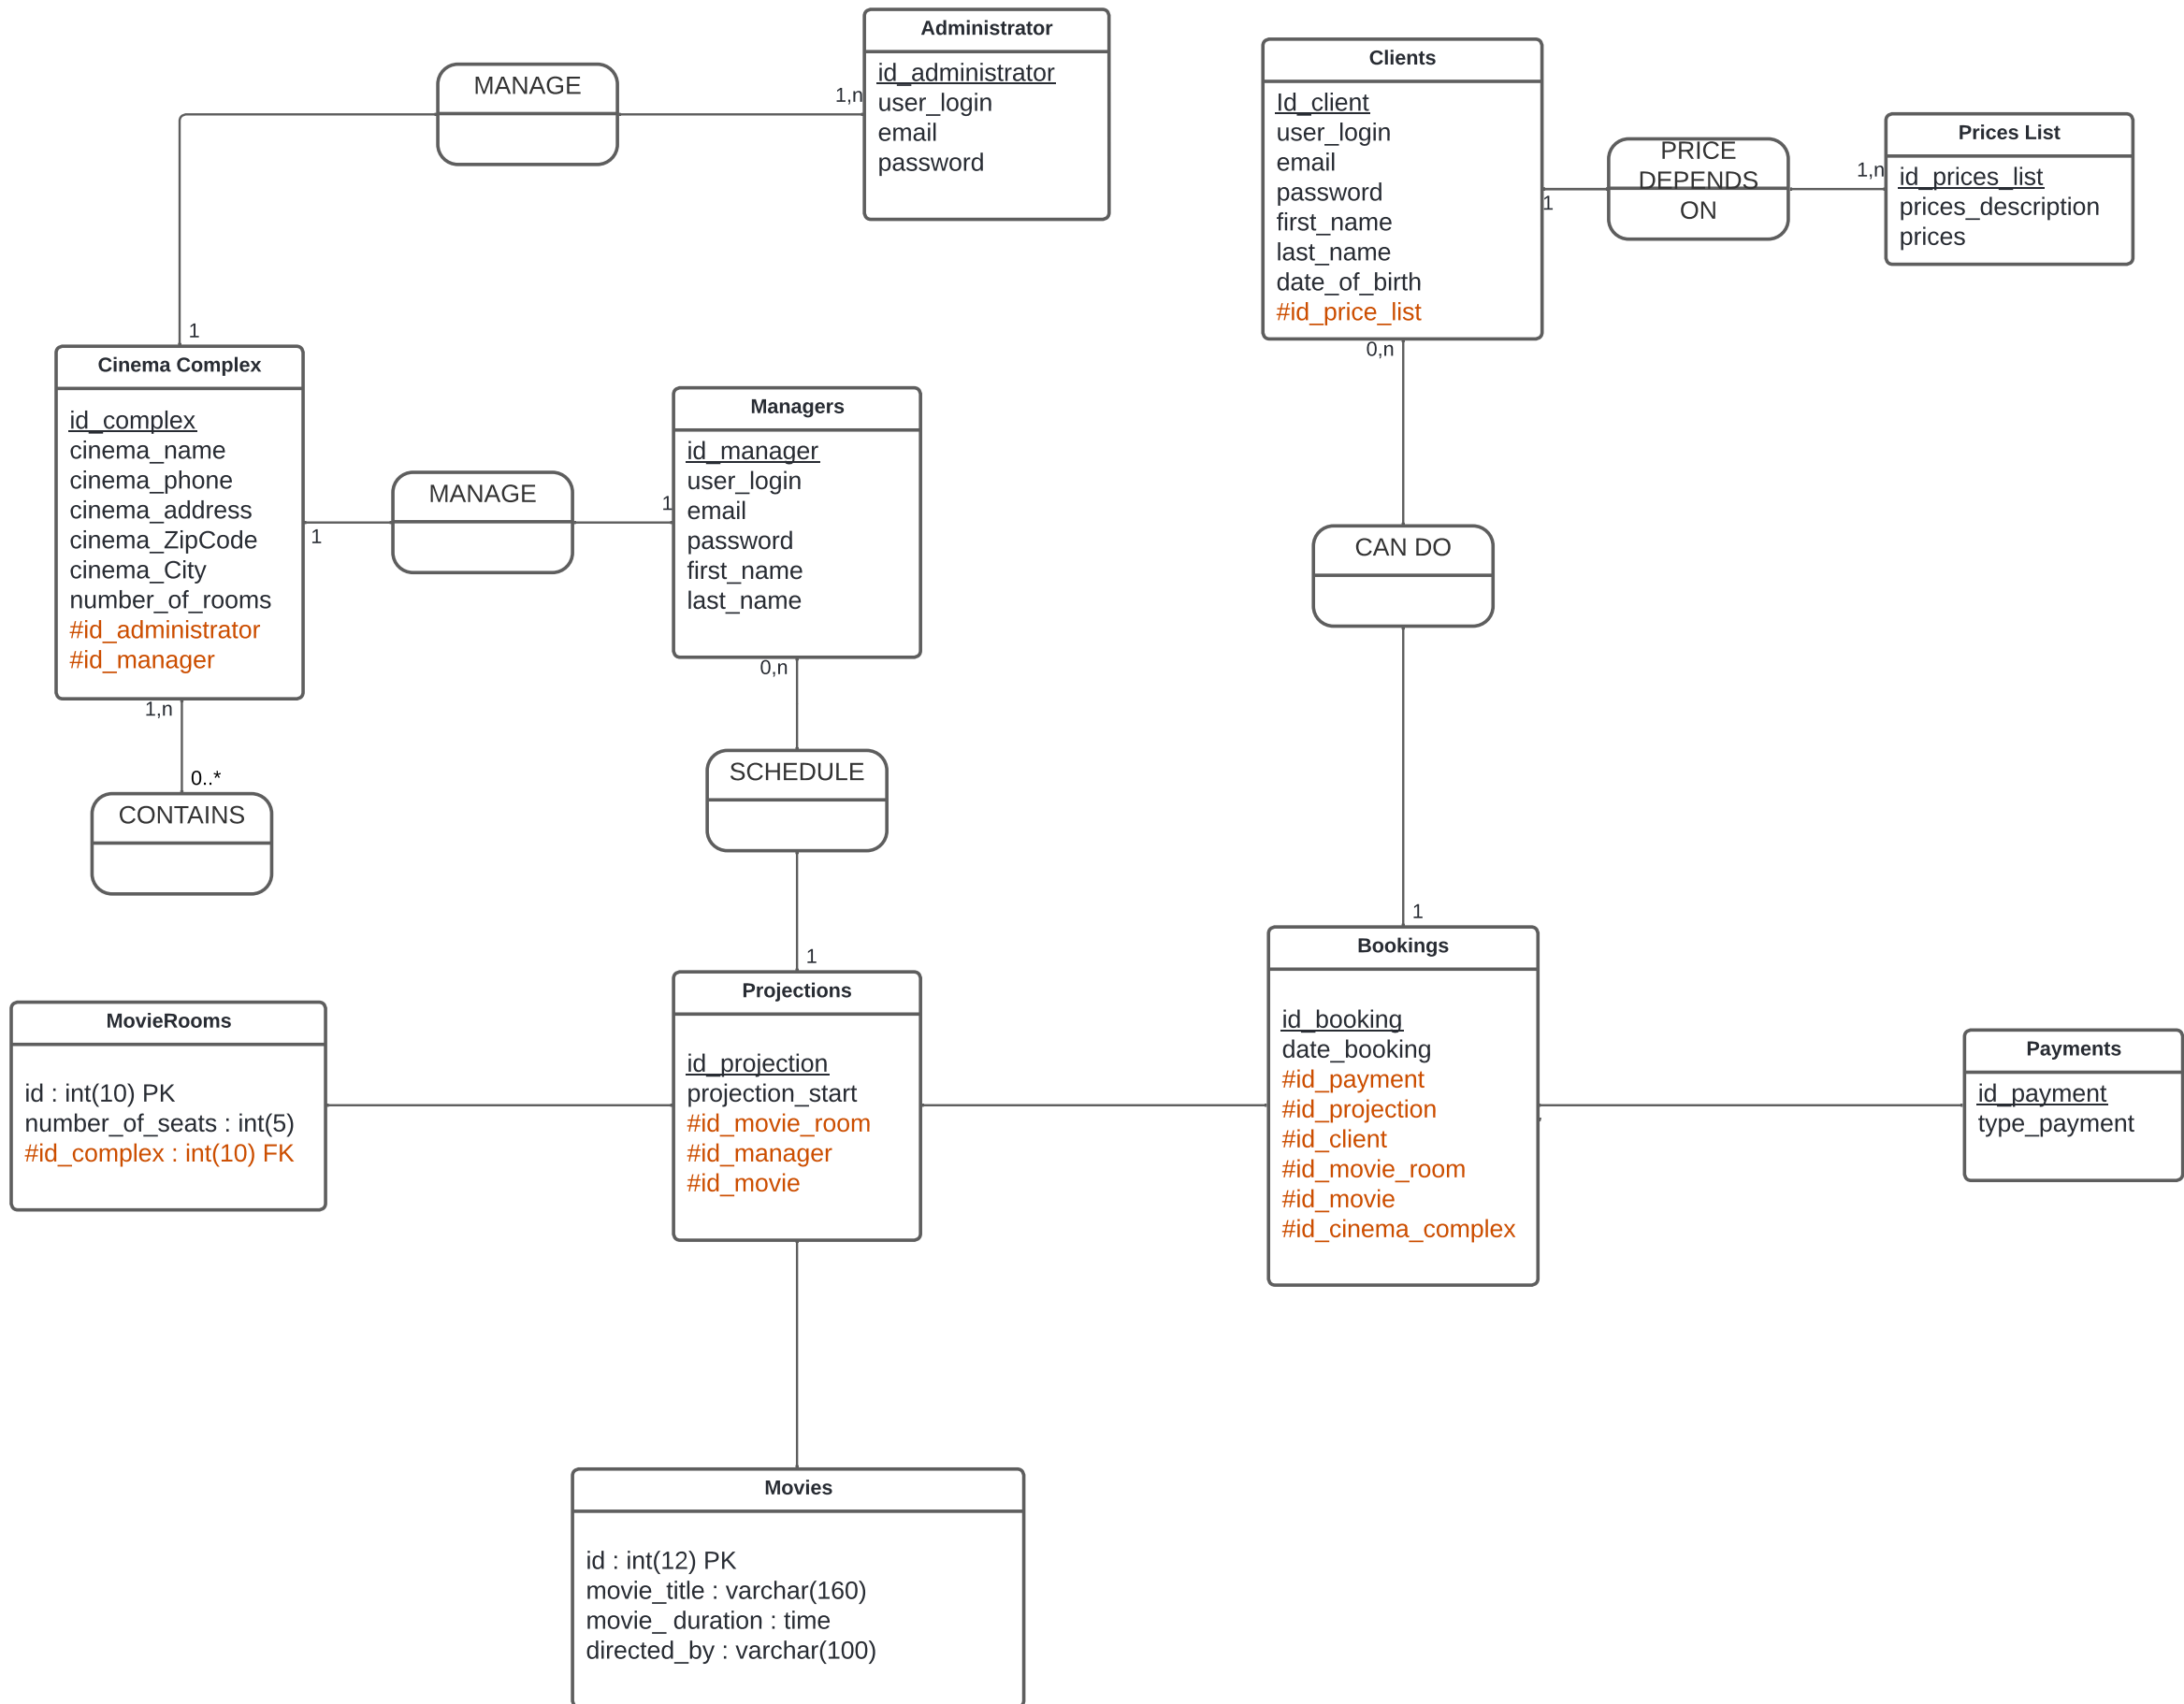 Administrator
id_administrator
user_login
email
password
MANAGE
1,n
1
Clients
Id_client
user_login
email
password
first_name
last_name
date_of_birth
#id_price_list
PRICE
DEPENDS
ON
1
1,n
Prices List
id_prices_list
prices_description
prices
Cinema Complex
id_complex
cinema_name
cinema_phone
cinema_address
cinema_ZipCode
cinema_City
number_of_rooms
#id_administrator
#id_manager
MANAGE
1
1
Managers
id_manager
user_login
email
password
first_name
last_name
0,n
CAN DO
1
1,n
0..*
CONTAINS
0,n
SCHEDULE
1
MovieRooms
id : int(10) PK
number_of_seats : int(5)
#id_complex : int(10) FK
Projections
id_projection
projection_start
#id_movie_room
#id_manager
#id_movie
Bookings
id_booking
date_booking
#id_payment
#id_projection
#id_client
#id_movie_room
#id_movie
#id_cinema_complex
Payments
id_payment
type_payment
Movies
id : int(12) PK
movie_title : varchar(160)
movie_ duration : time
directed_by : varchar(100)